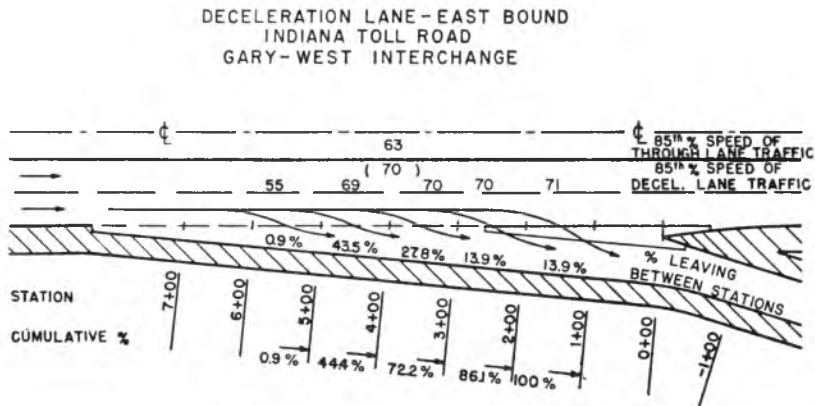 DECELERATION LANE-EAST BOUND
INDIANA TOLL ROAD
GARY-WEST INTERCHANGE
℄ ℄ 85th % SPEED OF
63 THROUGH LANE TRAFFIC
(70) 85th % SPEED OF
55 69 70 70 71 DECEL. LANE TRAFFIC
0.9% 43.5% 27.8% 13.9% 13.9% % LEAVING
BETWEEN STATIONS
STATION 7+00 6+00 5+00 4+00 3+00 2+00 1+00 0+00 -1+00
CUMULATIVE % 0.9% 44.4% 72.2% 86.1% 100%